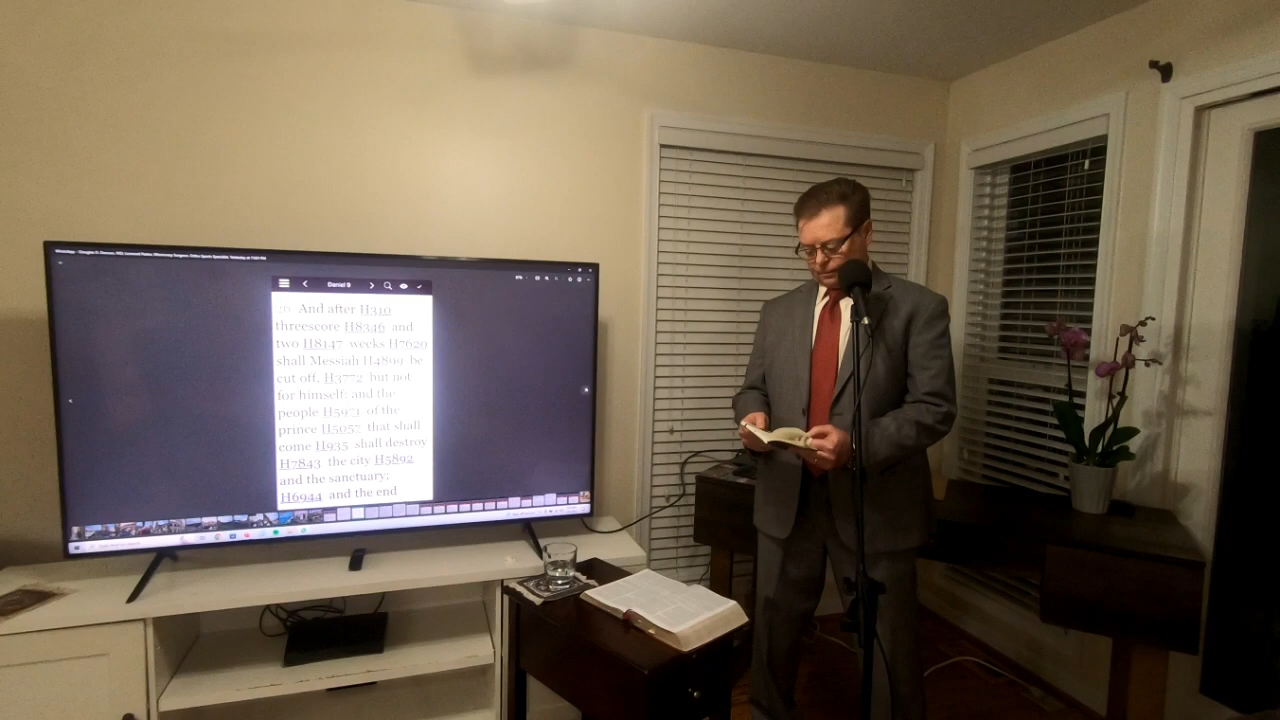 Daniel 9
26 And after H310
threescore H8346 and
two H8147 weeks H7620
shall Messiah H4899 be
cut off, H3772 but not
for himself: and the
people H5971 of the
prince H5057 that shall
come H935 shall destroy
H7843 the city H5892
and the sanctuary;
H6944 and the end